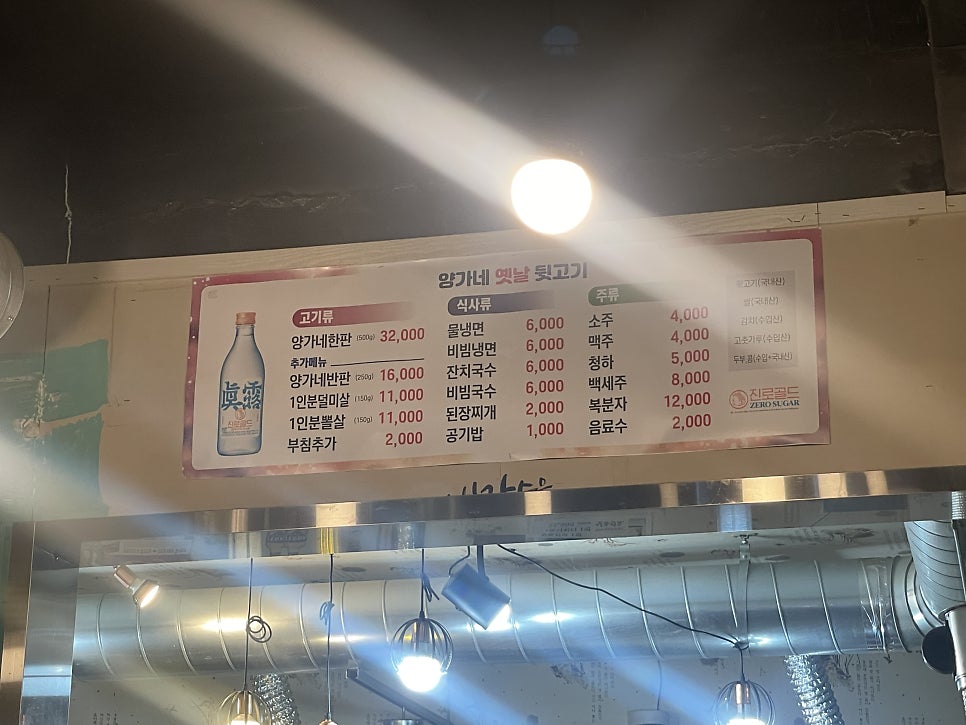 양가네 옛날 뒷고기
고기류
양가네한판 (500g) 32,000
추가메뉴
양가네반판 (250g) 16,000
1인분덜미살 (150g) 11,000
1인분뽈살 (150g) 11,000
부침추가 2,000
식사류
물냉면 6,000
비빔냉면 6,000
잔치국수 6,000
비빔국수 6,000
된장찌개 2,000
공기밥 1,000
주류
소주 4,000
맥주 4,000
청하 5,000
백세주 8,000
복분자 12,000
음료수 2,000
뒷고기(국내산)
쌀(국내산)
김치(수입산)
고춧가루(수입산)
두부.콩(수입+국내산)
진로골드
ZERO SUGAR
眞露
진로골드